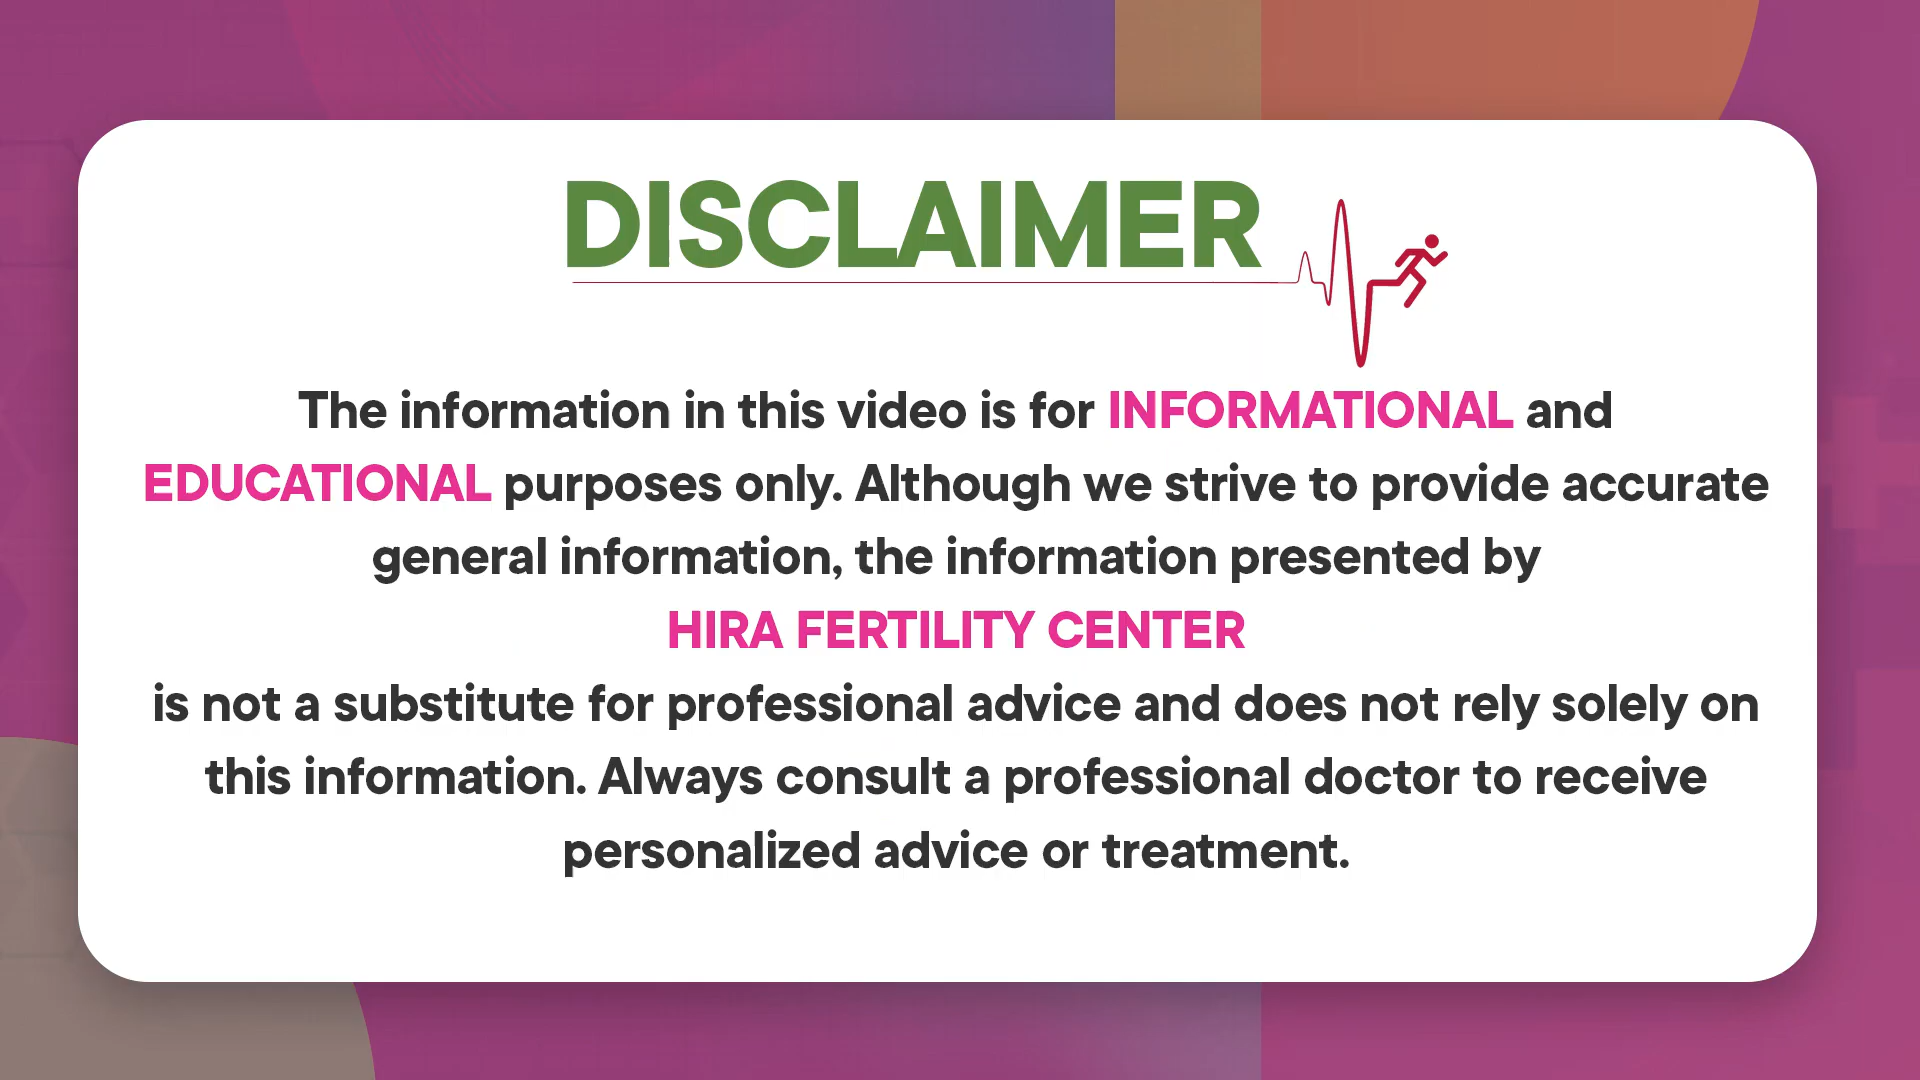 DISCLAIMER
The information in this video is for INFORMATIONAL and
EDUCATIONAL purposes only. Although we strive to provide accurate
general information, the information presented by
HIRA FERTILITY CENTER
is not a substitute for professional advice and does not rely solely on
this information. Always consult a professional doctor to receive
personalized advice or treatment.